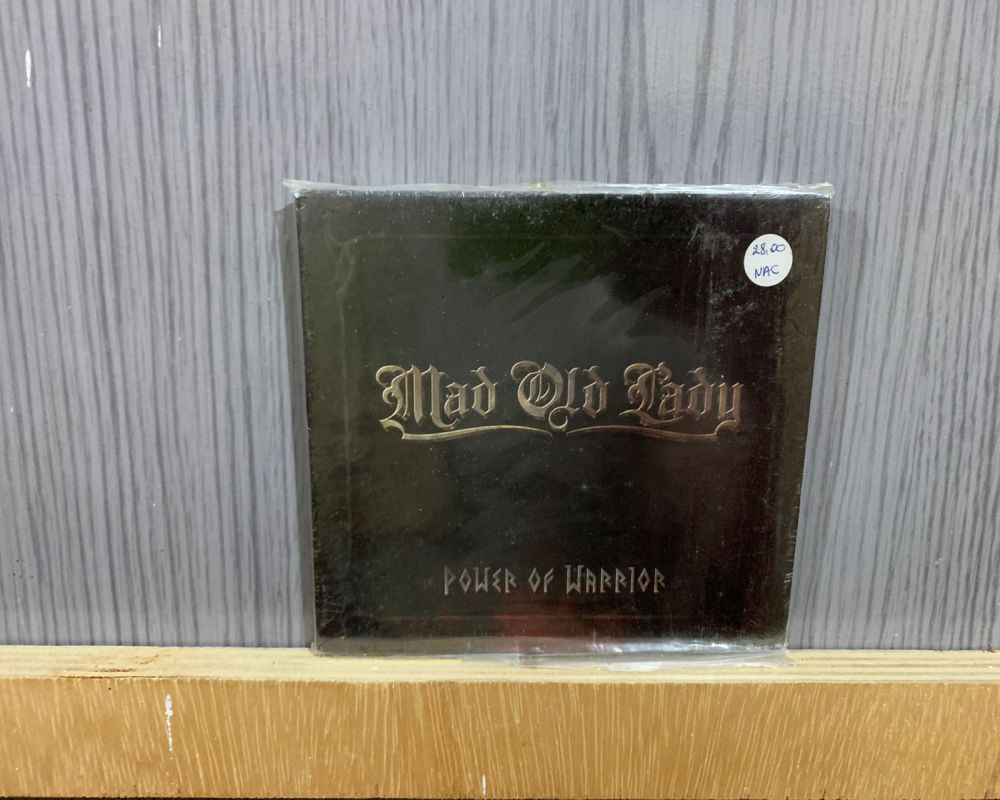 28,00
NAC
Mad Old Lady
POWER OF WARRIOR